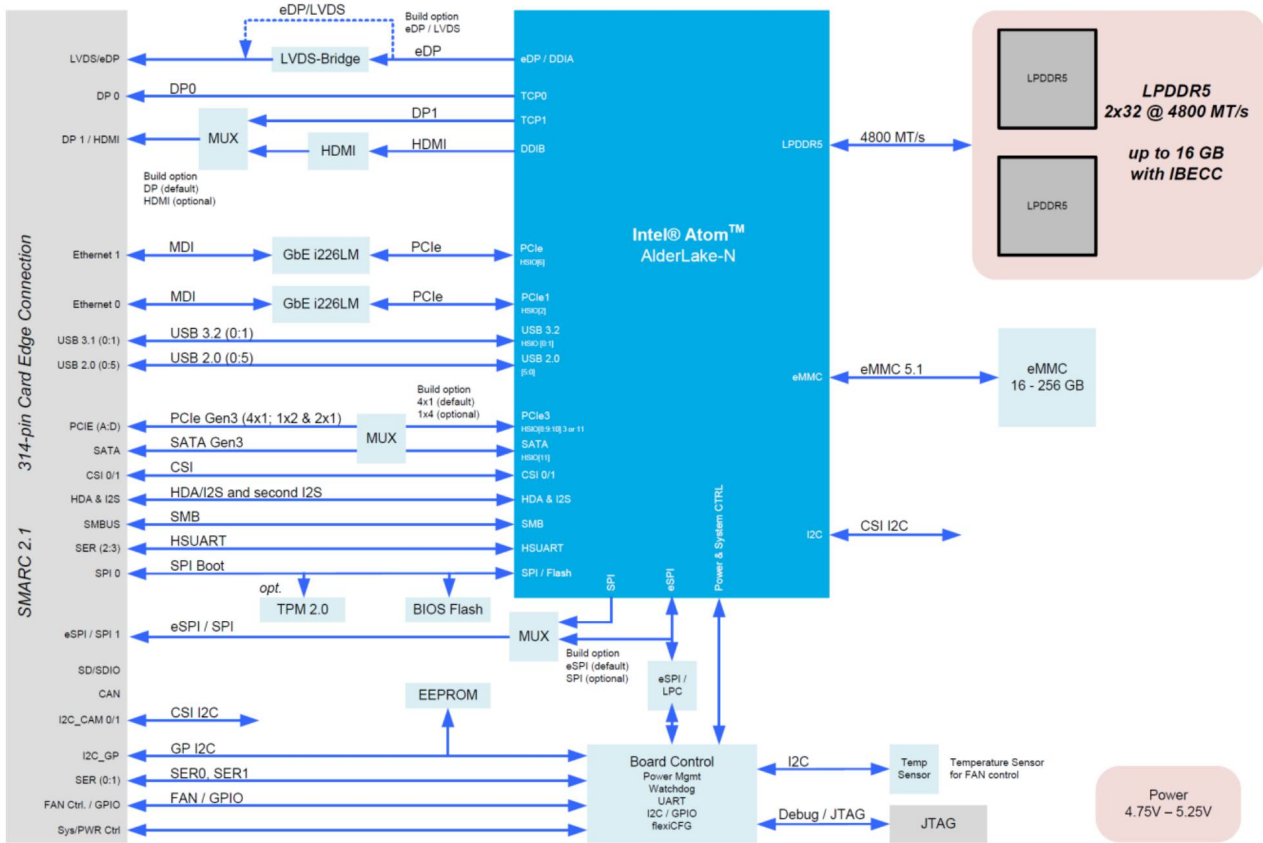 eDP/LVDS
Build option
eDP / LVDS
LVDS/eDP
LVDS-Bridge
eDP
eDP / DDIA
DP 0
DP0
TCP0
DP 1 / HDMI
MUX
DP1
TCP1
HDMI
HDMI
DDIB
Build option
DP (default)
HDMI (optional)
LPDDR5
4800 MT/s
LPDDR5
LPDDR5
LPDDR5
2x32 @ 4800 MT/s
up to 16 GB
with IBECC
Intel® Atom™
AlderLake-N
314-pin Card Edge Connection
SMARC 2.1
Ethernet 1
MDI
GbE i226LM
PCIe
PCIe
HSIO[6]
Ethernet 0
MDI
GbE i226LM
PCIe
PCIe1
HSIO[2]
USB 3.1 (0:1)
USB 3.2 (0:1)
USB 3.2
HSIO [0:1]
USB 2.0 (0:5)
USB 2.0 (0:5)
USB 2.0
[5:0]
eMMC
eMMC 5.1
eMMC
16 - 256 GB
Build option
4x1 (default)
1x4 (optional)
PCIE (A:D)
PCIe Gen3 (4x1; 1x2 & 2x1)
MUX
PCIe3
HSIO[8:9:10] 3 or 11
SATA
SATA Gen3
SATA
HSIO[11]
CSI 0/1
CSI
CSI 0/1
HDA & I2S
HDA/I2S and second I2S
HDA & I2S
SMBUS
SMB
SMB
SER (2:3)
HSUART
HSUART
I2C
CSI I2C
SPI 0
SPI Boot
SPI / Flash
SPI
eSPI
Power & System CTRL
opt.
TPM 2.0
BIOS Flash
eSPI / SPI 1
eSPI / SPI
MUX
Build option
eSPI (default)
SPI (optional)
eSPI /
LPC
SD/SDIO
CAN
EEPROM
I2C_CAM 0/1
CSI I2C
I2C_GP
GP I2C
SER (0:1)
SER0, SER1
FAN Ctrl. / GPIO
FAN / GPIO
Sys/PWR Ctrl
Board Control
Power Mgmt
Watchdog
UART
I2C / GPIO
flexiCFG
I2C
Temp
Sensor
Temperature Sensor
for FAN control
Debug / JTAG
JTAG
Power
4.75V – 5.25V